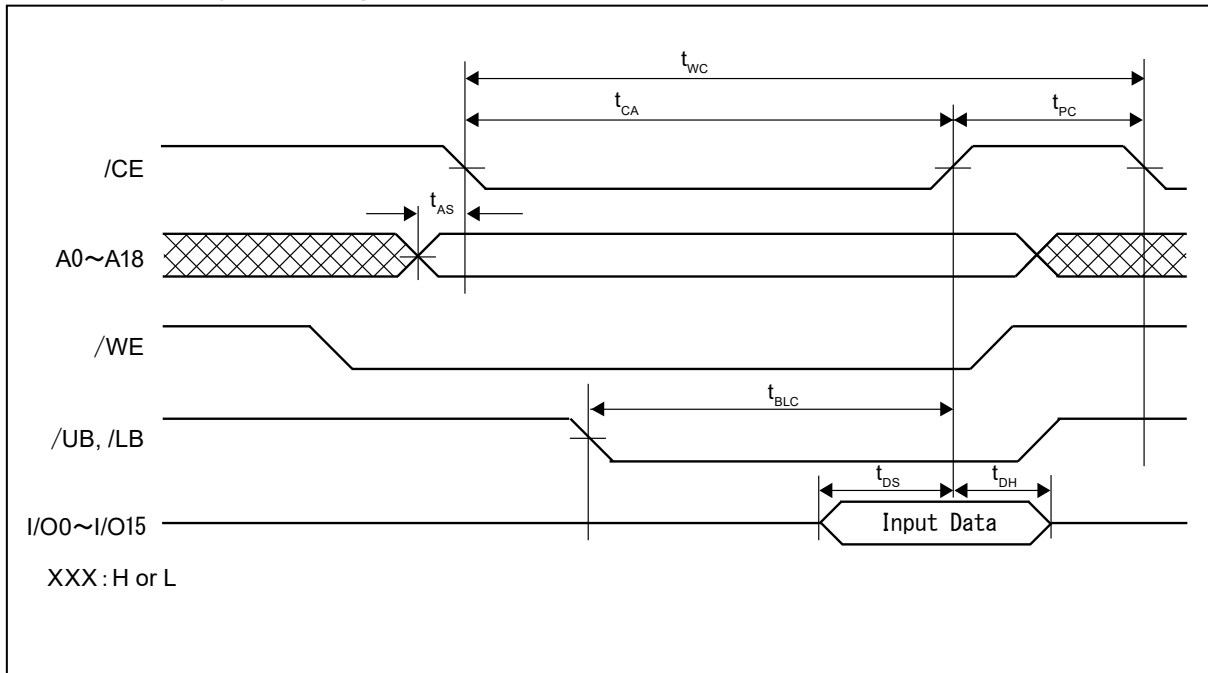 tWC
tCA
tPC
/CE
tAS
A0～A18
/WE
tBLC
/UB, /LB
tDS
tDH
I/O0～I/O15
Input Data
XXX : H or L